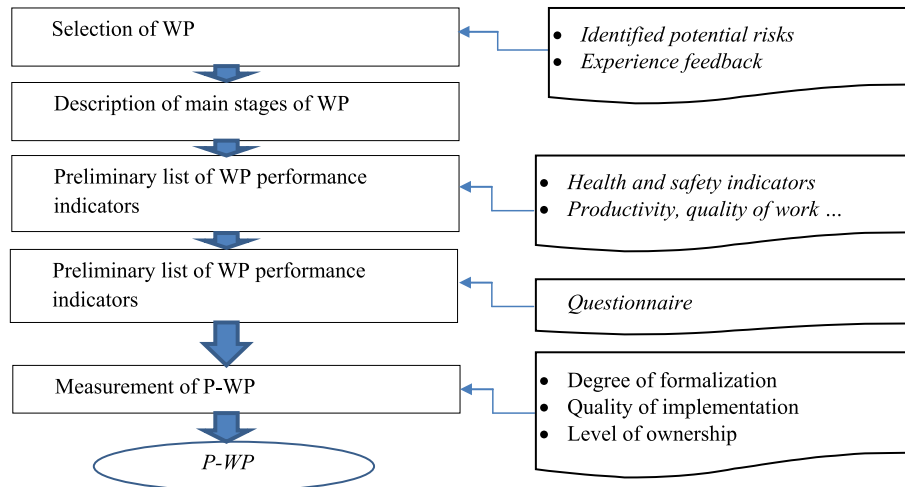 Selection of WP
• Identified potential risks
• Experience feedback
Description of main stages of WP
Preliminary list of WP performance
indicators
• Health and safety indicators
• Productivity, quality of work ...
Preliminary list of WP performance
indicators
Questionnaire
Measurement of P-WP
• Degree of formalization
• Quality of implementation
• Level of ownership
P-WP